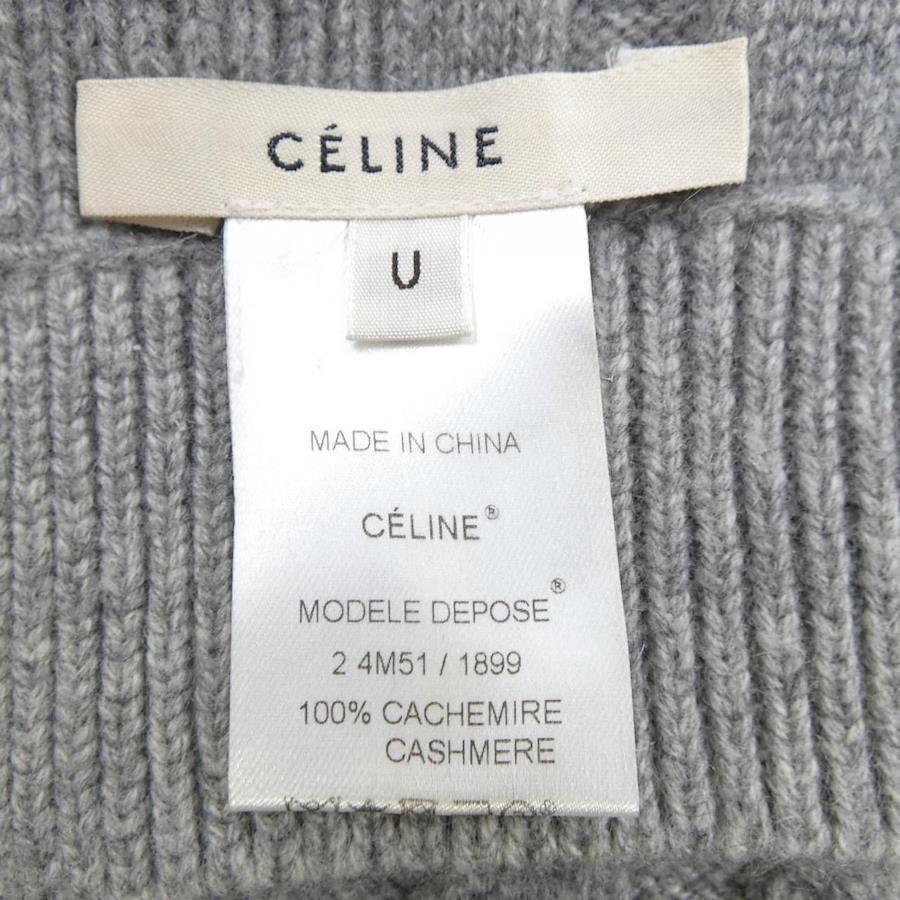 CÉLINE
U
MADE IN CHINA
CÉLINE®
MODELE DEPOSE®
2 4M51 / 1899
100% CACHEMIRE
CASHMERE